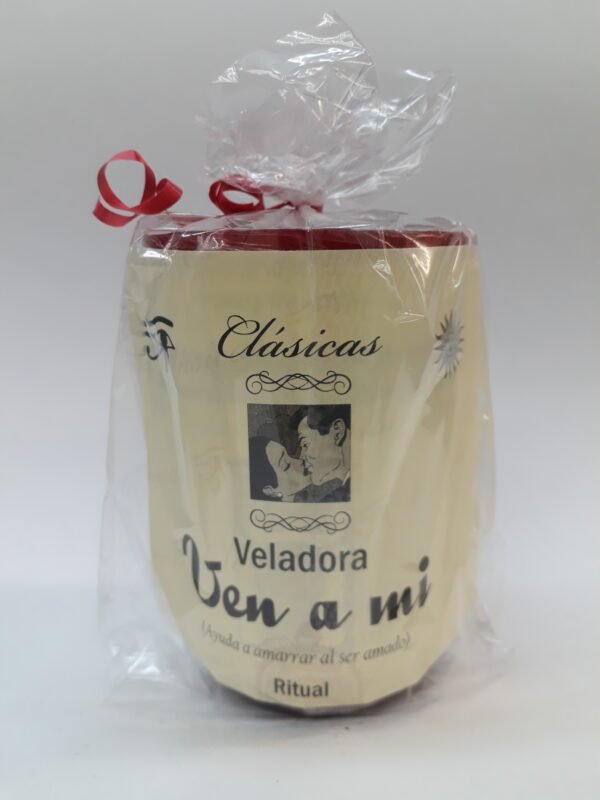 Clásicas
Veladora
Ven a mi
(Ayuda a amarrar al ser amado)
Ritual